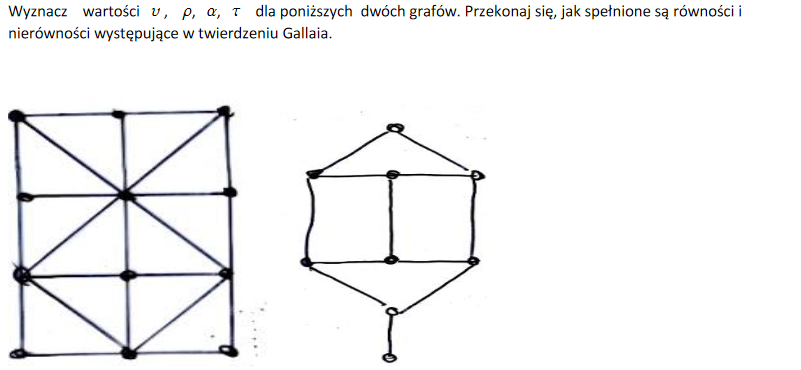 Wyznacz wartości υ, ρ, α, τ dla poniższych dwóch grafów. Przekonaj się, jak spełnione są równości i
nierówności występujące w twierdzeniu Gallaia.